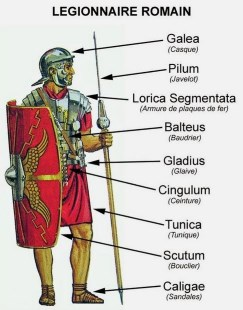 LEGIONNAIRE ROMAIN
Galea
(Casque)
Pilum
(Javelot)
Lorica Segmentata
(Armure de plaques de fer)
Balteus
(Baudrier)
Gladius
(Glaive)
Cingulum
(Ceinture)
Tunica
(Tunique)
Scutum
(Bouclier)
Caligae
(Sandales)